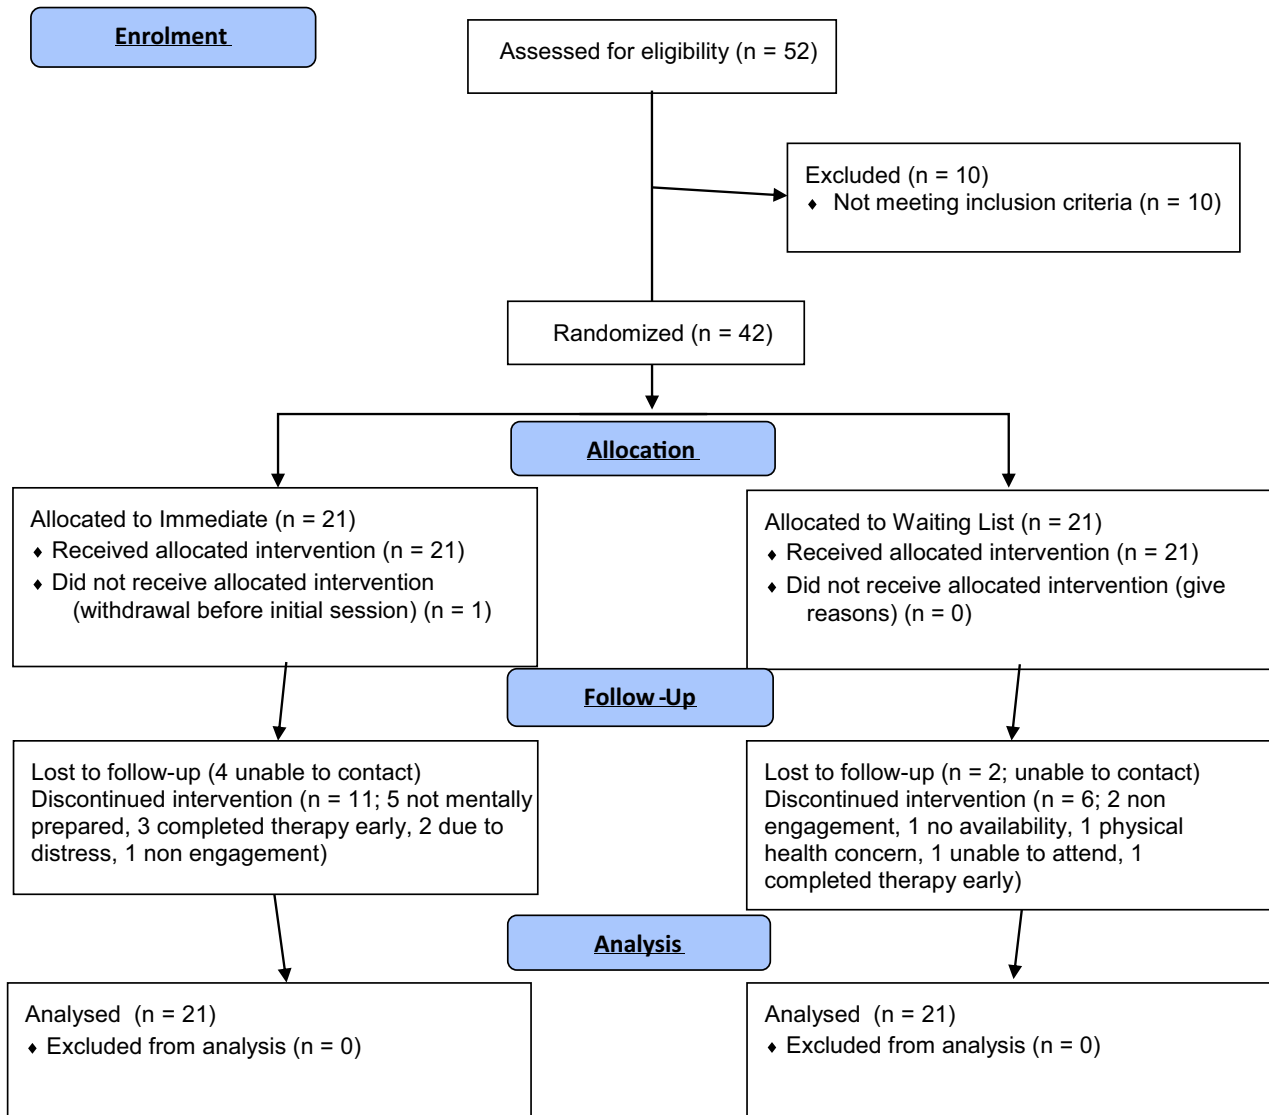 Enrolment
Assessed for eligibility (n = 52)
Excluded (n = 10)
♦ Not meeting inclusion criteria (n = 10)
Randomized (n = 42)
Allocation
Allocated to Immediate (n = 21)
♦ Received allocated intervention (n = 21)
♦ Did not receive allocated intervention
(withdrawal before initial session) (n = 1)
Allocated to Waiting List (n = 21)
♦ Received allocated intervention (n = 21)
♦ Did not receive allocated intervention (give
reasons) (n = 0)
Follow-Up
Lost to follow-up (4 unable to contact)
Discontinued intervention (n = 11; 5 not mentally
prepared, 3 completed therapy early, 2 due to
distress, 1 non engagement)
Lost to follow-up (n = 2; unable to contact)
Discontinued intervention (n = 6; 2 non
engagement, 1 no availability, 1 physical
health concern, 1 unable to attend, 1
completed therapy early)
Analysis
Analysed (n = 21)
♦ Excluded from analysis (n = 0)
Analysed (n = 21)
♦ Excluded from analysis (n = 0)